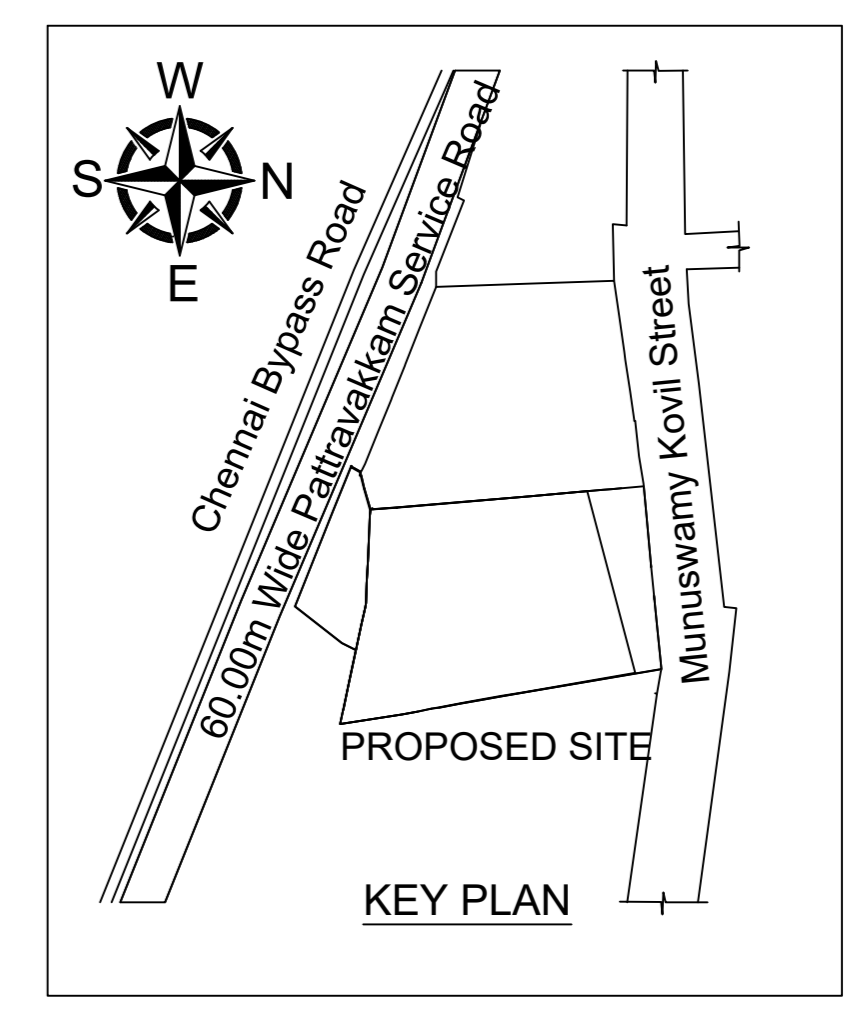 W
S
N
E
Chennai Bypass Road
60.00m Wide Pattravakkam Service Road
Munuswamy Kovil Street
PROPOSED SITE
KEY PLAN